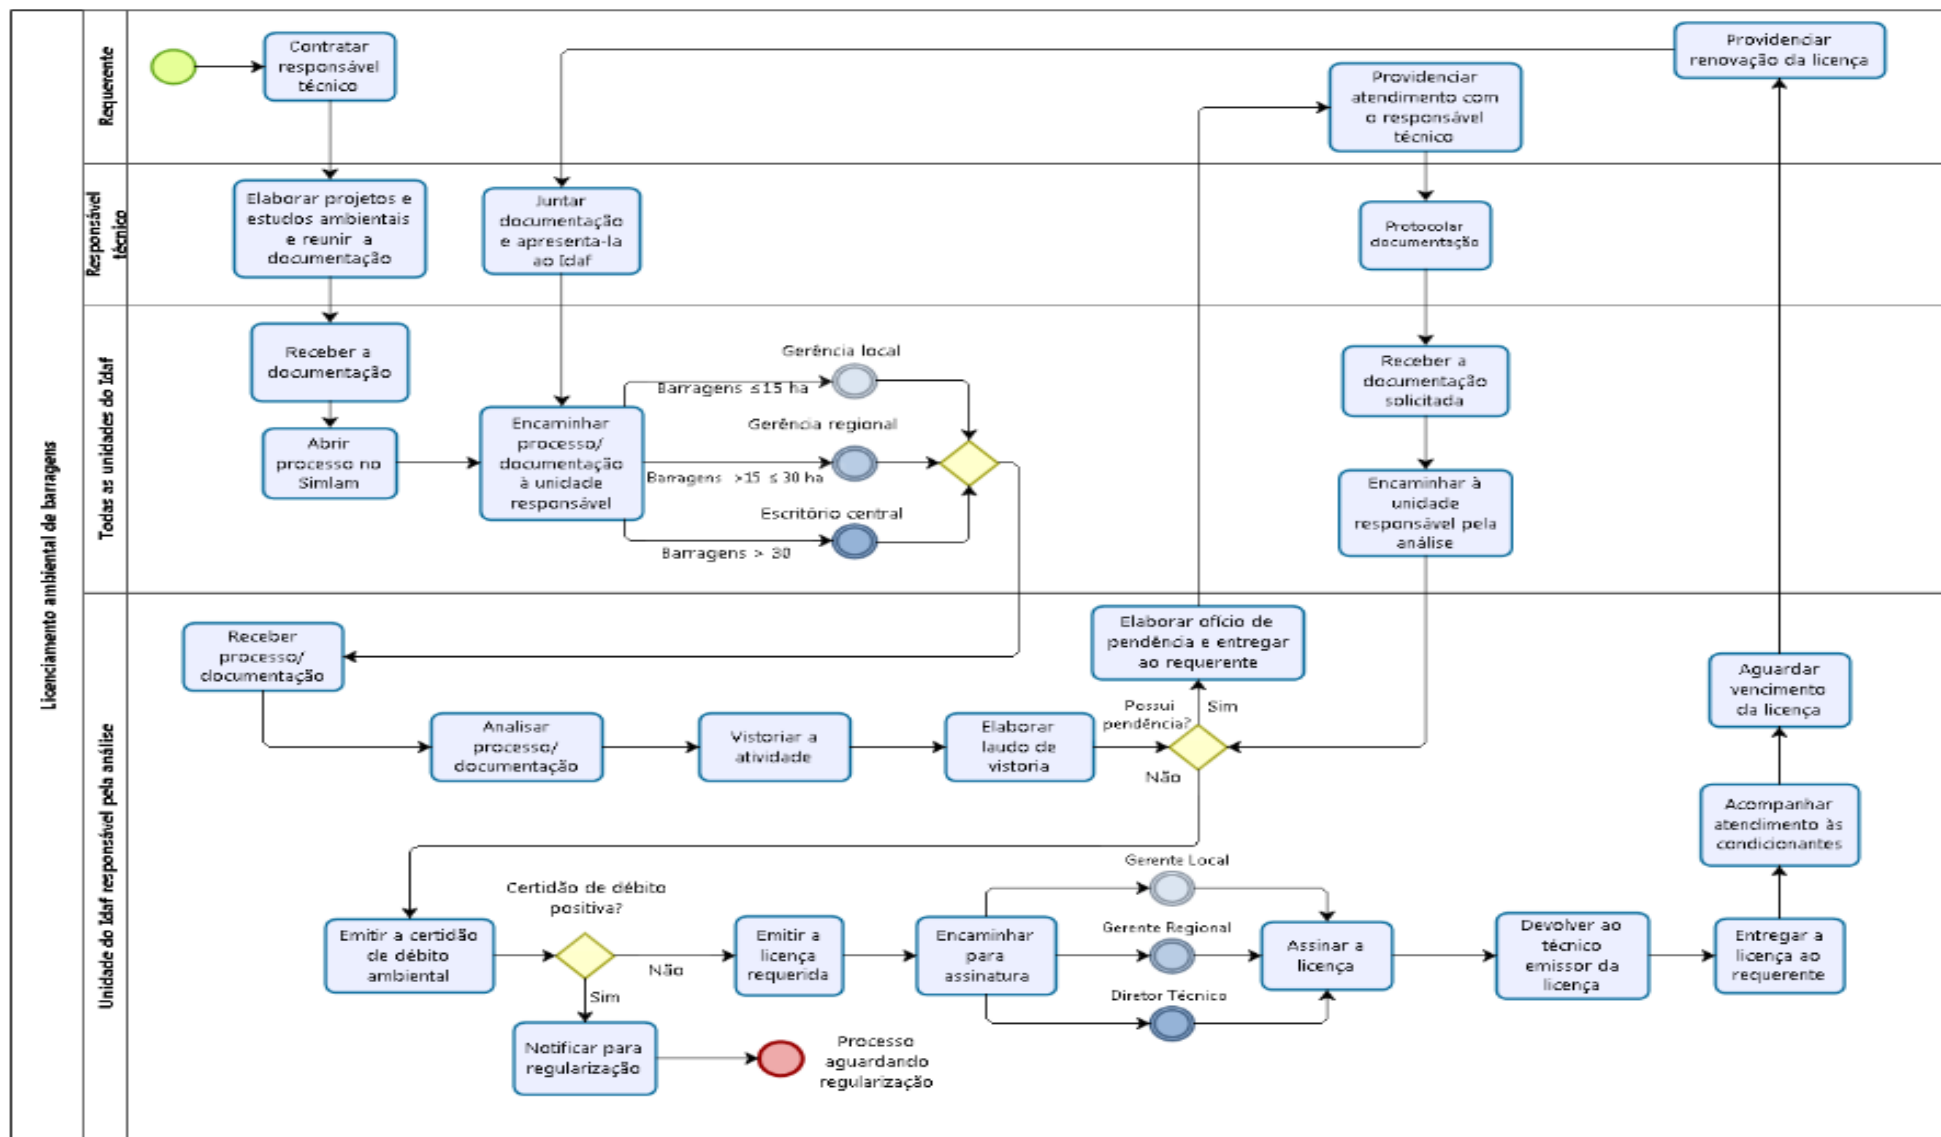 Licenciamento ambiental de barragens
Requerente
Contratar
responsável
técnico
Providenciar
atendimento com
o responsável
técnico
Providenciar
renovação da licença
Responsável
técnico
Elaborar projetos e
estudos ambientais
e reunir a
documentação
Juntar
documentação
e apresenta-la
ao Idaf
Protocolar
documentação
Todas as unidades do Idaf
Receber a
documentação
Abrir
processo no
Simlam
Encaminhar
processo/
documentação
à unidade
responsável
Gerência local
Barragens ≤15 ha
Gerência regional
Barragens >15 ≤ 30 ha
Escritório central
Barragens > 30
Receber a
documentação
solicitada
Encaminhar à
unidade
responsável pela
análise
Unidade do Idaf responsável pela análise
Receber
processo/
documentação
Analisar
processo/
documentação
Vistoriar a
atividade
Elaborar
laudo de
vistoria
Possui
pendência?
Sim
Não
Elaborar ofício de
pendência e entregar
ao requerente
Emitir a certidão
de débito
ambiental
Certidão de débito
positiva?
Não
Sim
Notificar para
regularização
Processo
aguardando
regularização
Emitir a
licença
requerida
Encaminhar
para
assinatura
Gerente Local
Gerente Regional
Diretor Técnico
Assinar a
licença
Devolver ao
técnico
emissor da
licença
Entregar a
licença ao
requerente
Acompanhar
atendimento às
condicionantes
Aguardar
vencimento
da licença